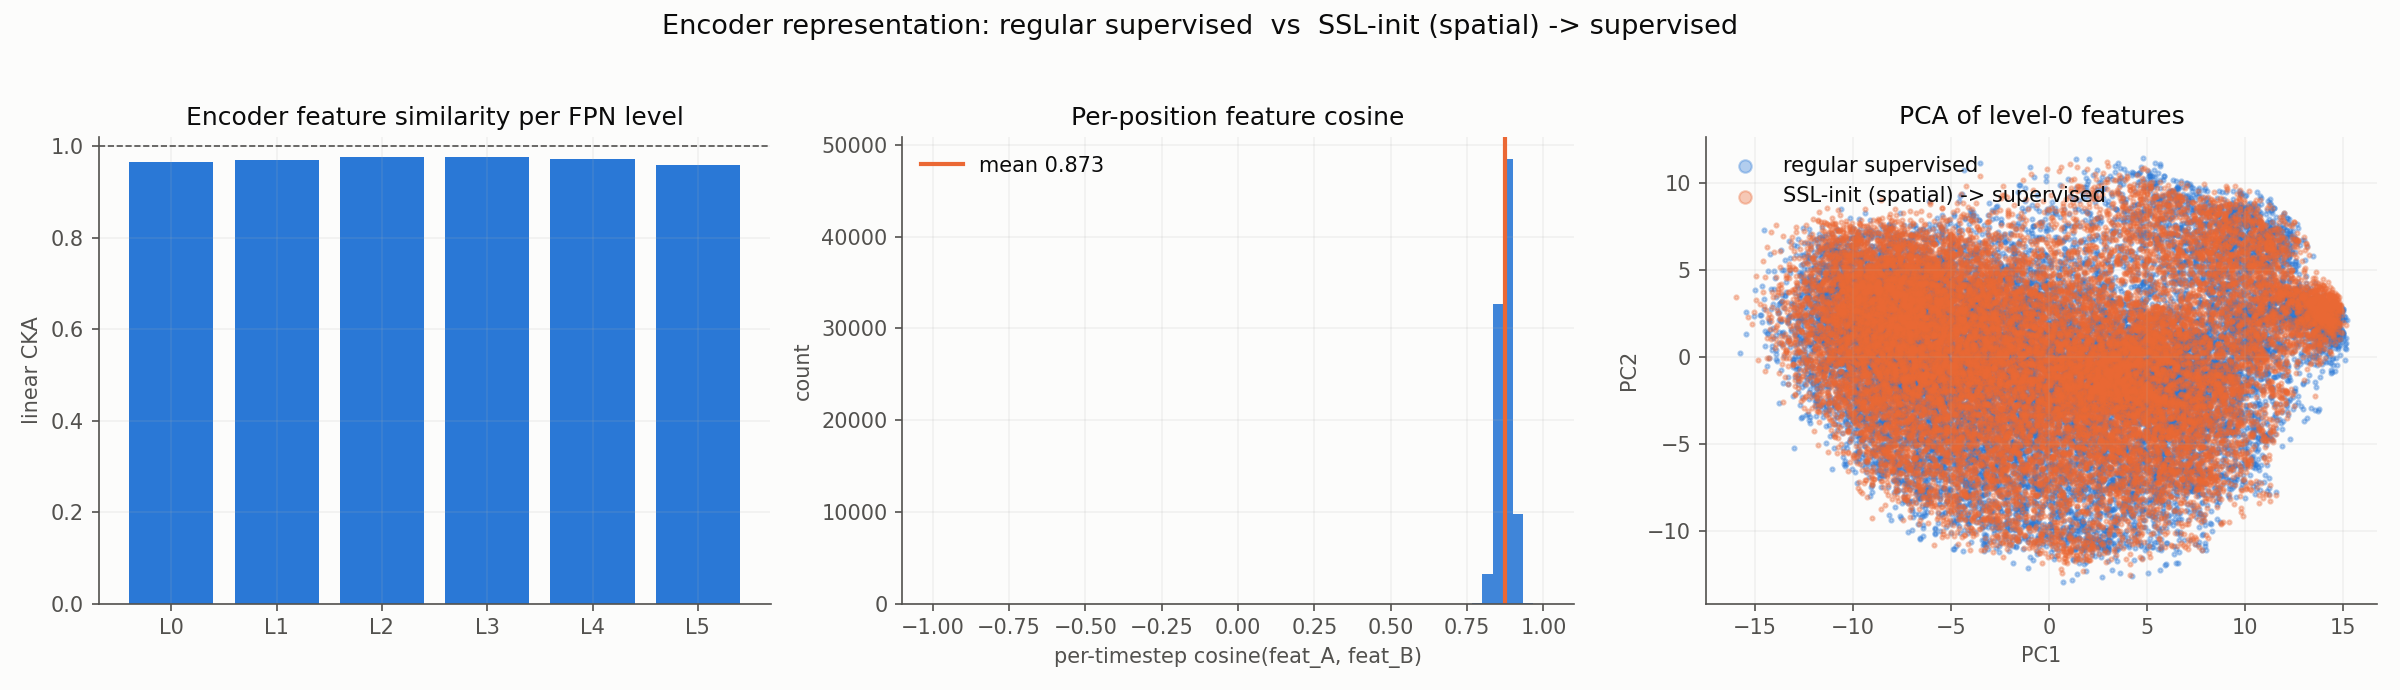 Encoder representation: regular supervised  vs  SSL-init (spatial) -> supervised
Encoder feature similarity per FPN level
linear CKA
1.0
0.8
0.6
0.4
0.2
0.0
L0 L1 L2 L3 L4 L5
Per-position feature cosine
mean 0.873
count
50000
40000
30000
20000
10000
0
−1.00 −0.75 −0.50 −0.25 0.00 0.25 0.50 0.75 1.00
per-timestep cosine(feat_A, feat_B)
PCA of level-0 features
regular supervised
SSL-init (spatial) -> supervised
PC2
10
5
0
−5
−10
−15 −10 −5 0 5 10 15
PC1